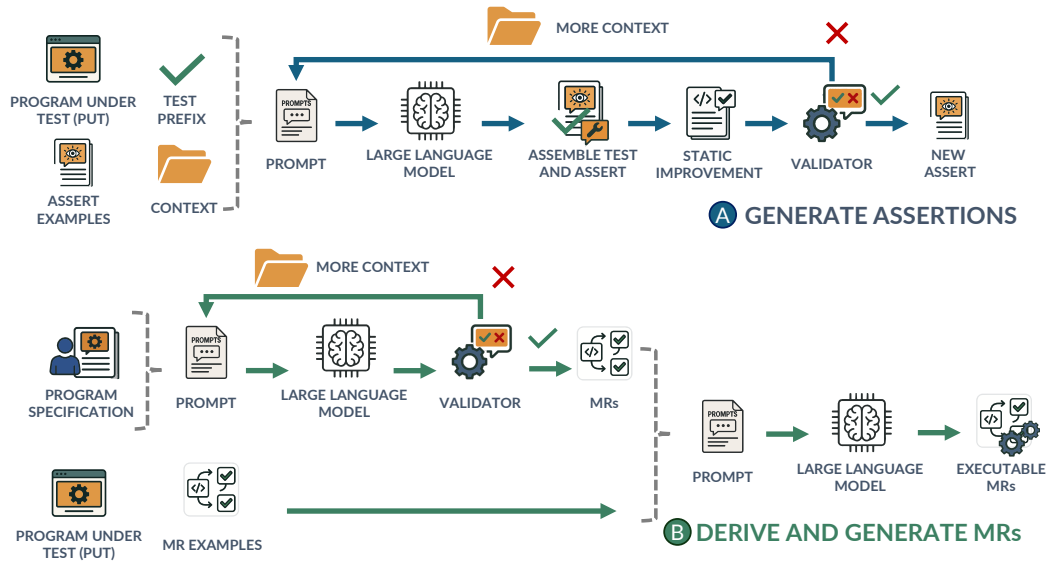 MORE CONTEXT
PROGRAM UNDER
TEST (PUT)
TEST
PREFIX
ASSERT
EXAMPLES
CONTEXT
PROMPTS
PROMPT
LARGE LANGUAGE
MODEL
ASSEMBLE TEST
AND ASSERT
STATIC
IMPROVEMENT
VALIDATOR
NEW
ASSERT
A GENERATE ASSERTIONS
MORE CONTEXT
PROGRAM
SPECIFICATION
PROMPTS
PROMPT
LARGE LANGUAGE
MODEL
VALIDATOR
MRs
PROGRAM UNDER
TEST (PUT)
MR EXAMPLES
PROMPTS
PROMPT
LARGE LANGUAGE
MODEL
EXECUTABLE
MRs
B DERIVE AND GENERATE MRs